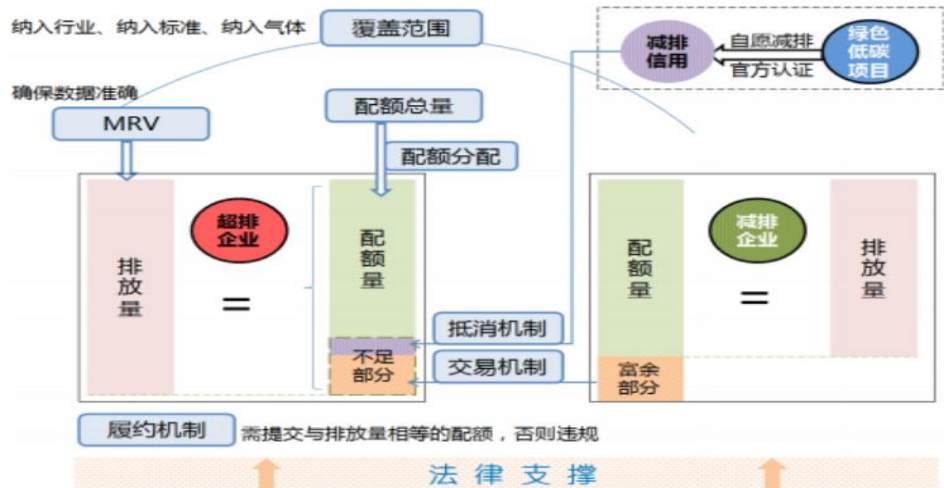 纳入行业、纳入标准、纳入气体
覆盖范围
减排
信用
自愿减排
官方认证
绿色
低碳
项目
确保数据准确
MRV
配额总量
配额分配
排放量
超排
企业
=
配额量
不足
部分
抵消机制
交易机制
配额量
富余
部分
减排
企业
=
排放量
履约机制
需提交与排放量相等的配额，否则违规
法律支撑